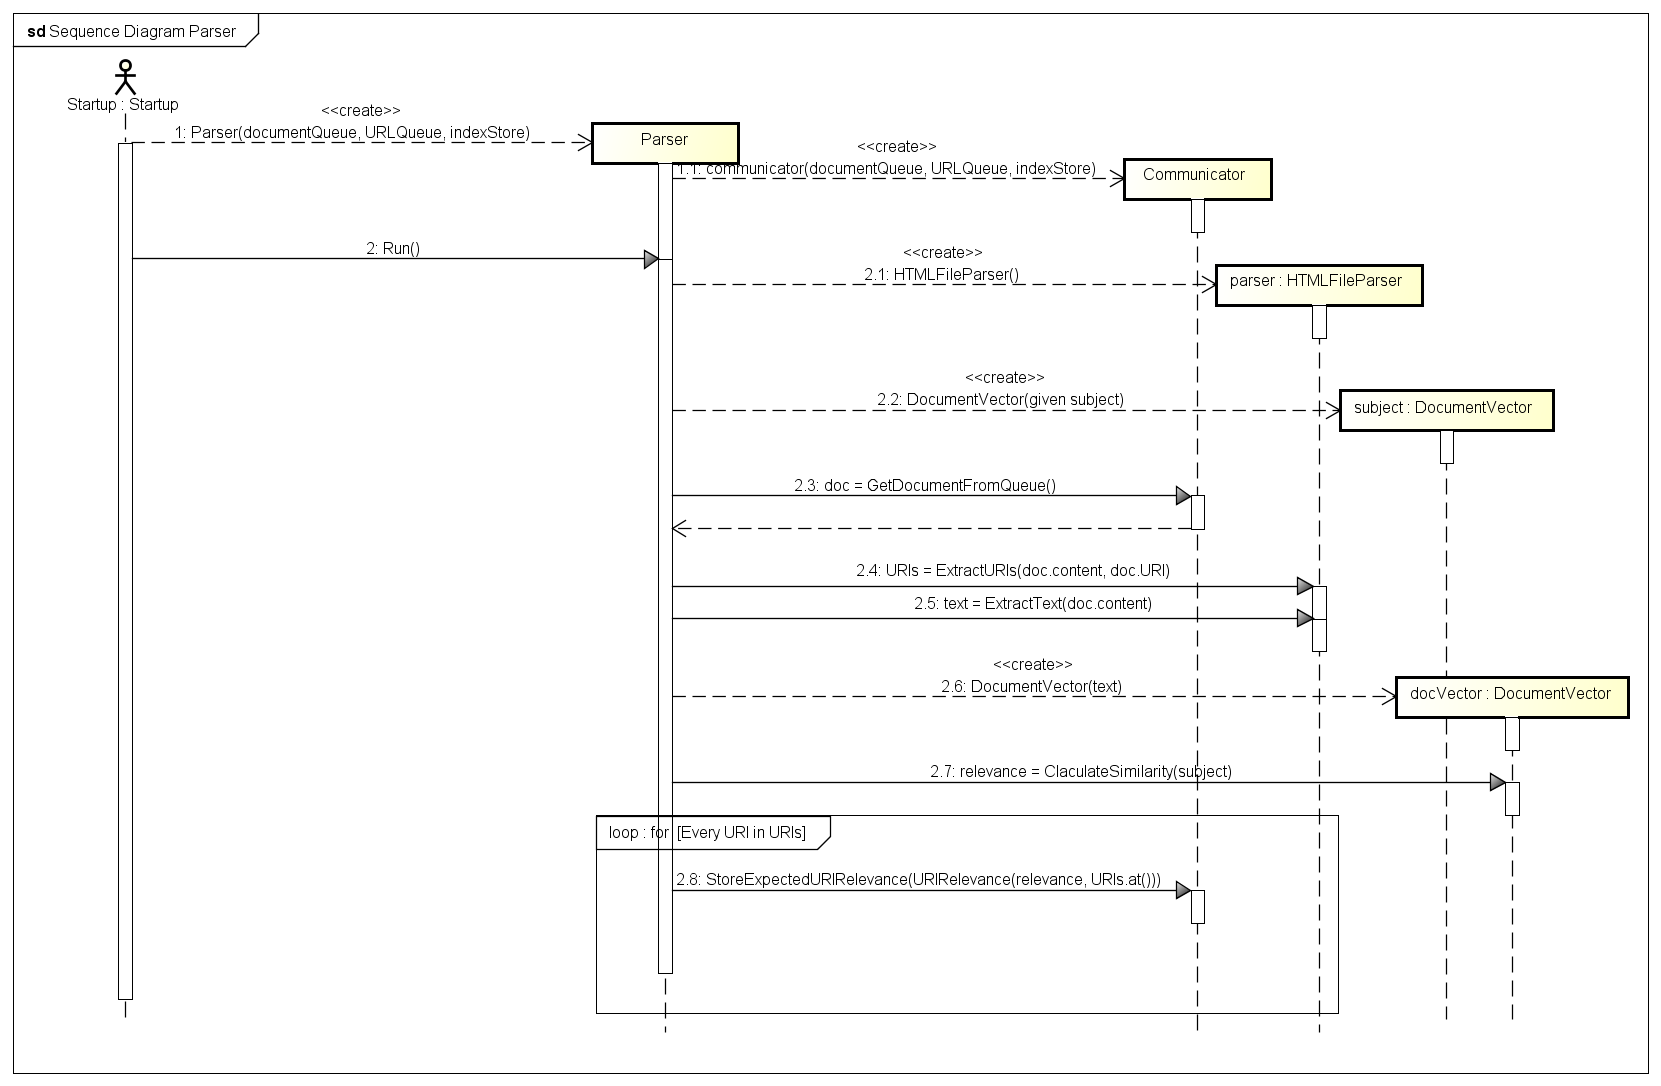 sd Sequence Diagram Parser
Startup : Startup
<<create>>
1: Parser(documentQueue, URLQueue, indexStore)
Parser
<<create>>
1.1: communicator(documentQueue, URLQueue, indexStore)
Communicator
2: Run()
<<create>>
2.1: HTMLFileParser()
parser : HTMLFileParser
<<create>>
2.2: DocumentVector(given subject)
subject : DocumentVector
2.3: doc = GetDocumentFromQueue()
2.4: URIs = ExtractURIs(doc.content, doc.URI)
2.5: text = ExtractText(doc.content)
<<create>>
2.6: DocumentVector(text)
docVector : DocumentVector
2.7: relevance = ClaculateSimilarity(subject)
loop : for [Every URI in URIs]
2.8: StoreExpectedURIRelevance(URIRelevance(relevance, URIs.at()))